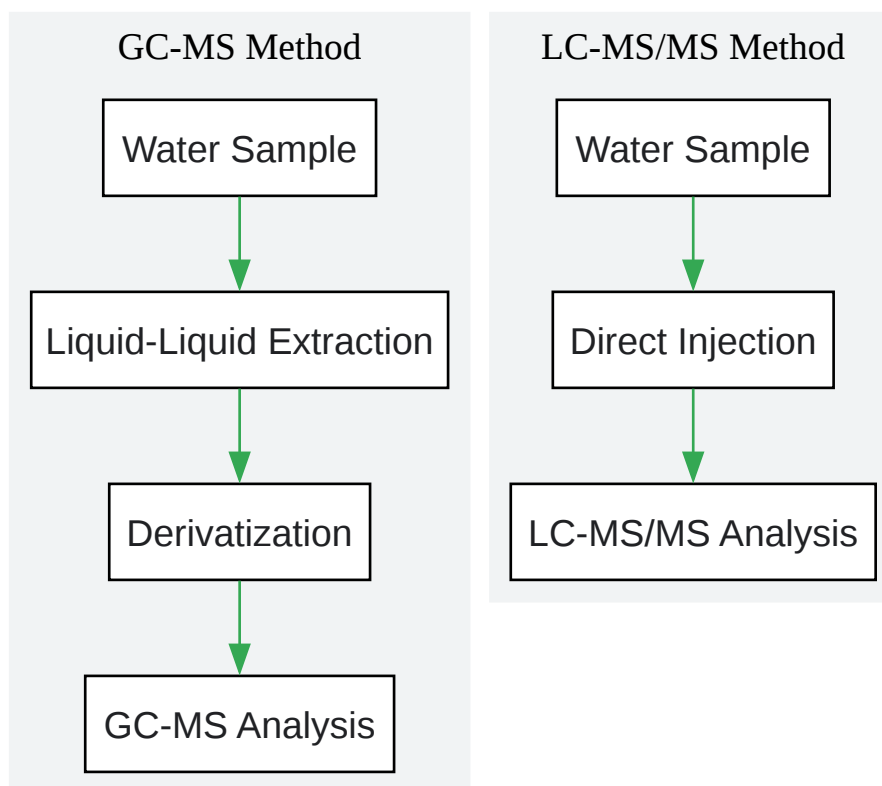 GC-MS Method
Water Sample
Liquid-Liquid Extraction
Derivatization
GC-MS Analysis
LC-MS/MS Method
Water Sample
Direct Injection
LC-MS/MS Analysis